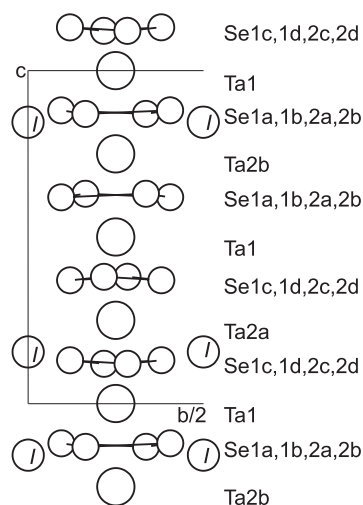 Se1c,1d,2c,2d
c
Ta1
I I Se1a,1b,2a,2b
Ta2b
Se1a,1b,2a,2b
Ta1
Se1c,1d,2c,2d
Ta2a
I I Se1c,1d,2c,2d
b/2 Ta1
I I Se1a,1b,2a,2b
Ta2b